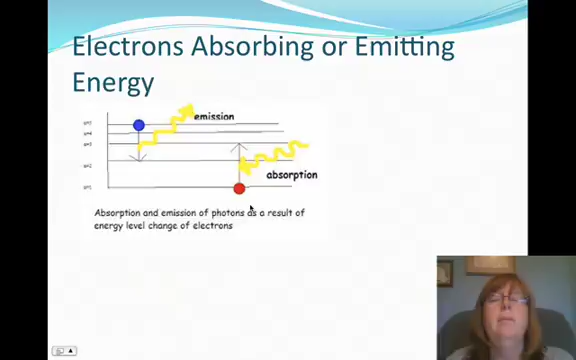 Electrons Absorbing or Emitting
Energy
emission
absorption
Absorption and emission of photons as a result of
energy level change of electrons